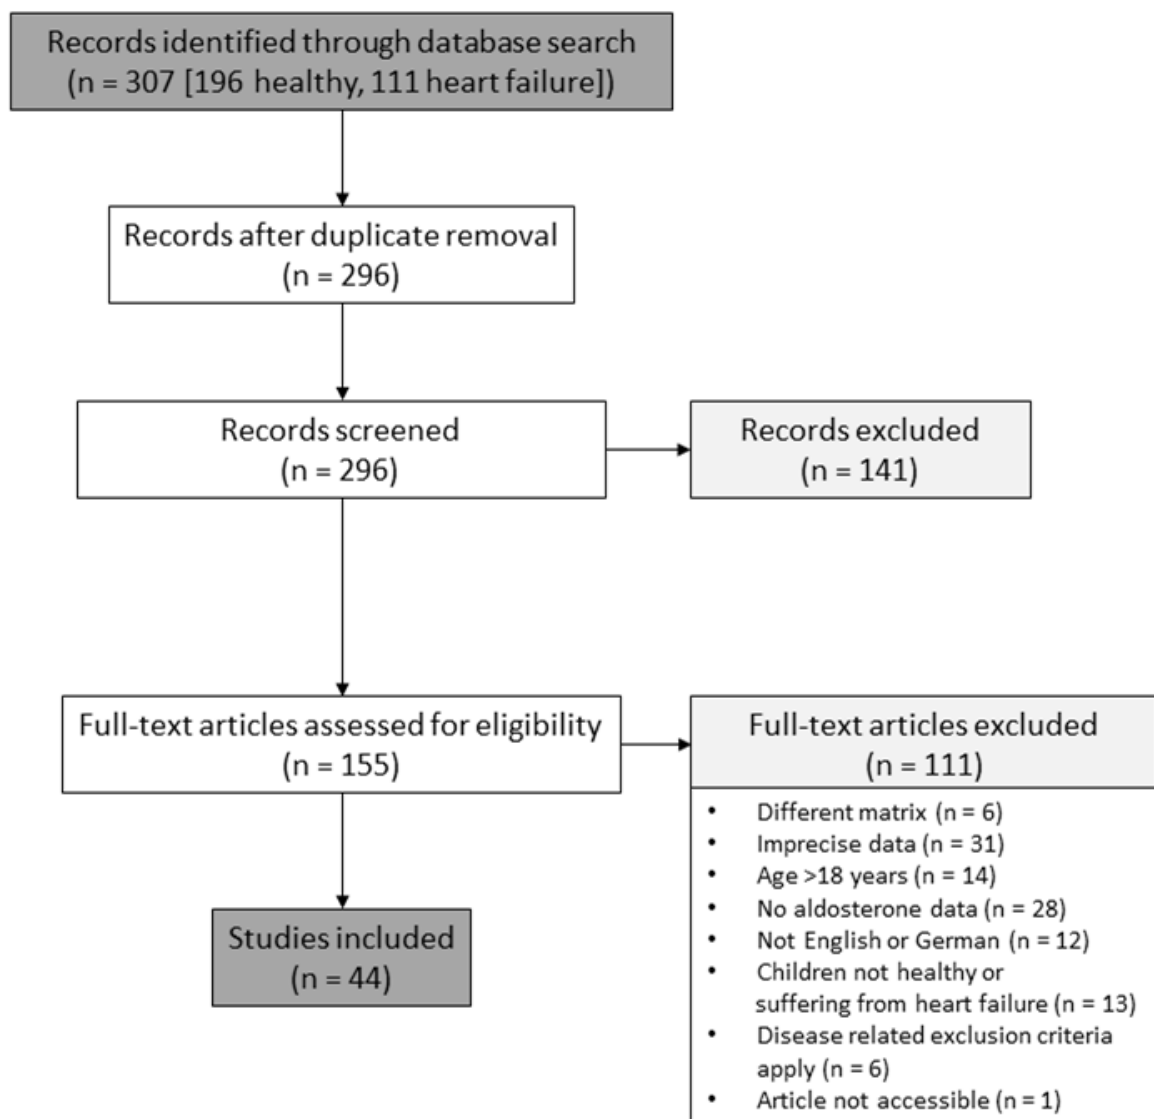 Records identified through database search
(n = 307 [196 healthy, 111 heart failure])
Records after duplicate removal
(n = 296)
Records screened
(n = 296)
Records excluded
(n = 141)
Full-text articles assessed for eligibility
(n = 155)
Full-text articles excluded
(n = 111)
• Different matrix (n = 6)
• Imprecise data (n = 31)
• Age >18 years (n = 14)
• No aldosterone data (n = 28)
• Not English or German (n = 12)
• Children not healthy or
suffering from heart failure (n = 13)
• Disease related exclusion criteria
apply (n = 6)
• Article not accessible (n = 1)
Studies included
(n = 44)